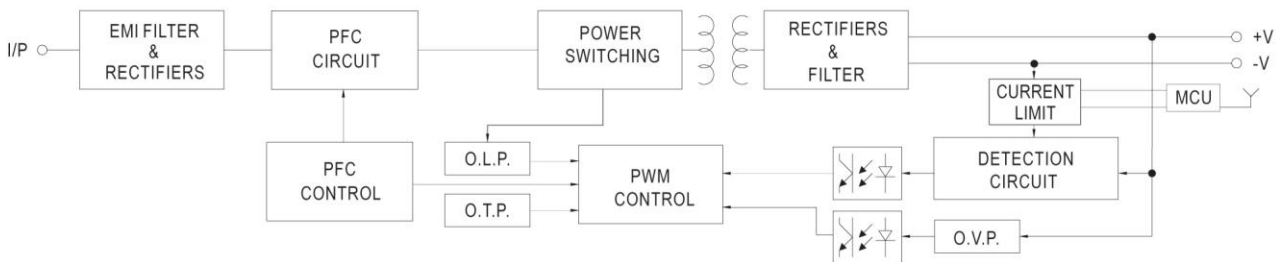 I/P
EMI FILTER
&
RECTIFIERS
PFC
CIRCUIT
POWER
SWITCHING
RECTIFIERS
&
FILTER
+V
-V
CURRENT
LIMIT
MCU
PFC
CONTROL
O.L.P.
O.T.P.
PWM
CONTROL
DETECTION
CIRCUIT
O.V.P.